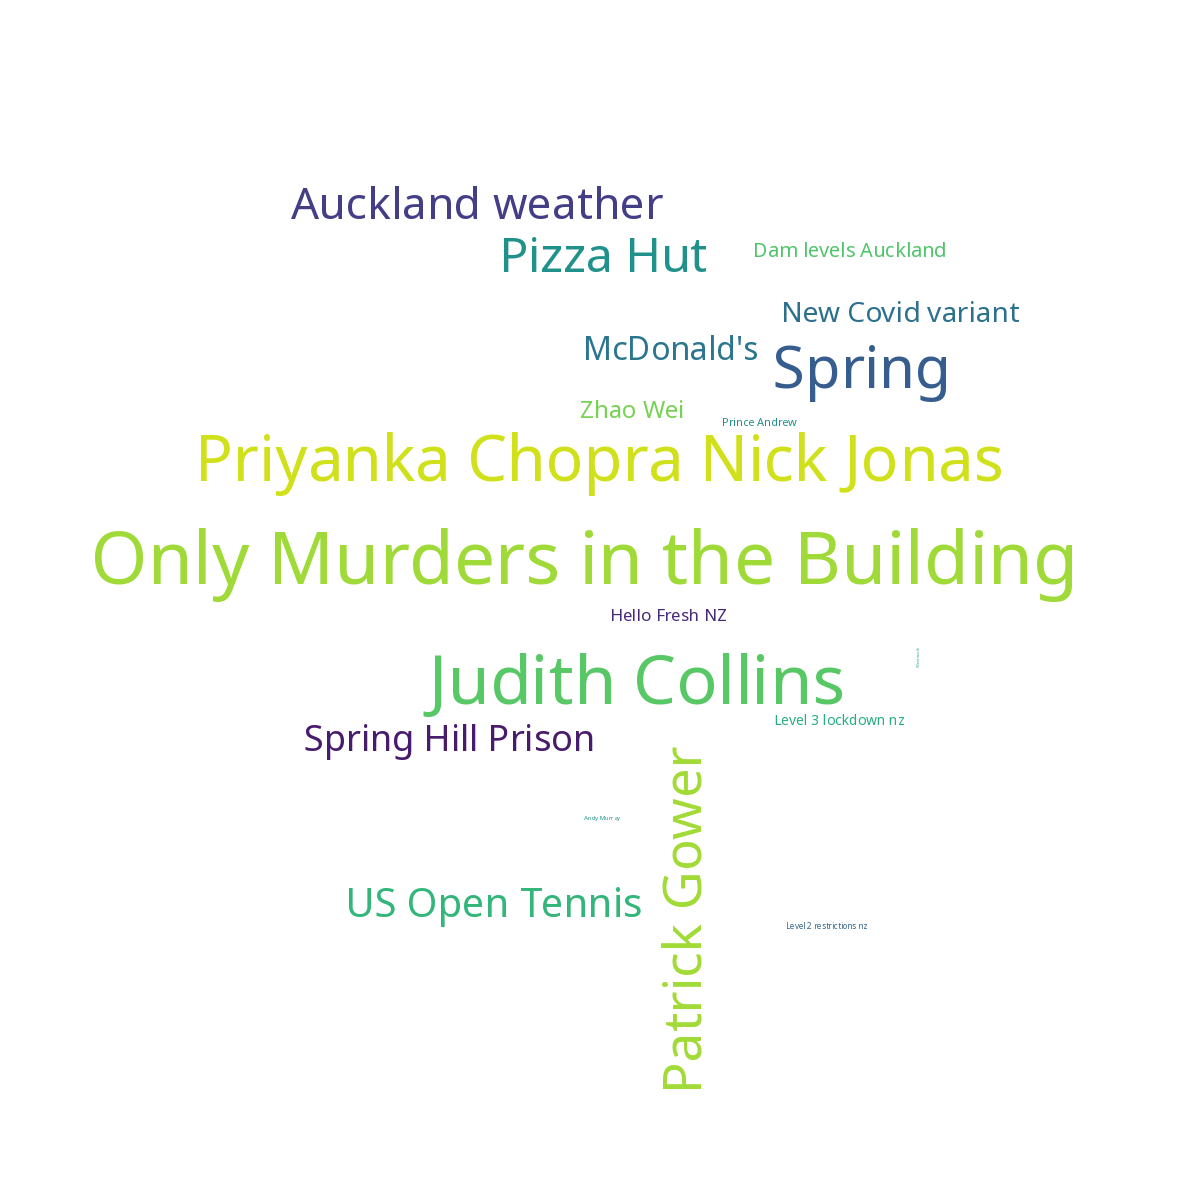 Auckland weather
Pizza Hut
Dam levels Auckland
New Covid variant
McDonald's
Spring
Zhao Wei
Prince Andrew
Priyanka Chopra Nick Jonas
Only Murders in the Building
Hello Fresh NZ
Judith Collins
Level 3 lockdown nz
Spring Hill Prison
Patrick Gower
Andy Murray
US Open Tennis
Level 2 restrictions nz